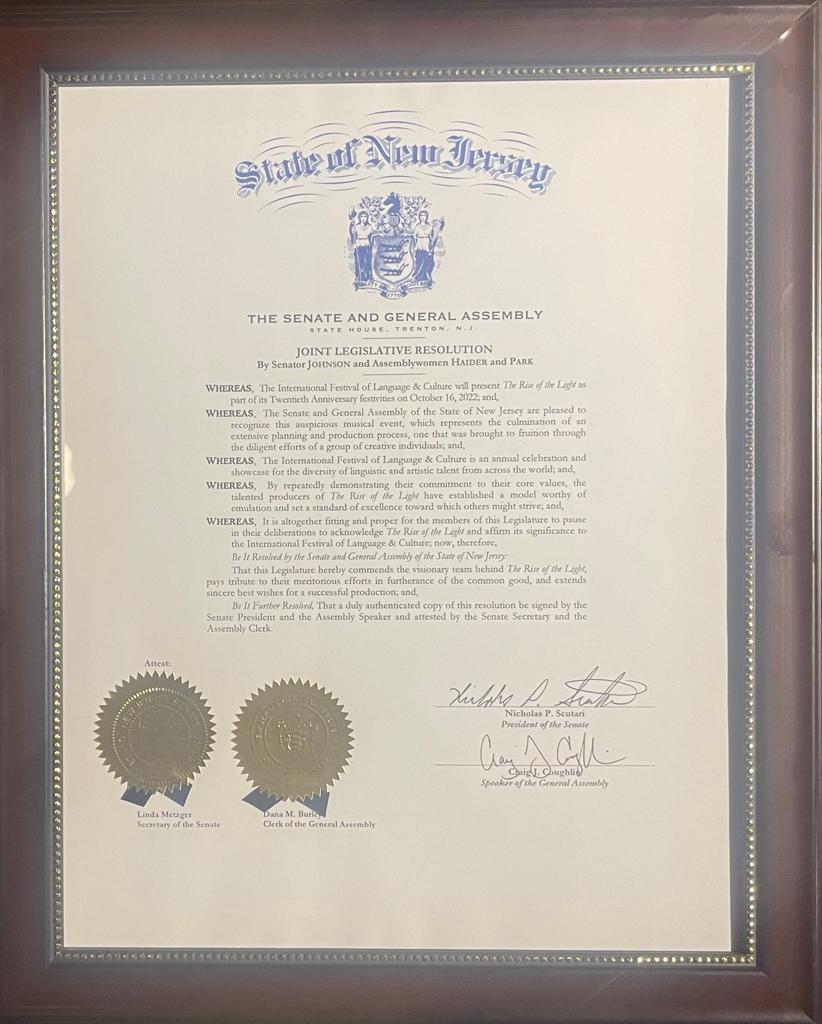 State of New Jersey
THE SENATE AND GENERAL ASSEMBLY
STATE HOUSE, TRENTON, N.J.
JOINT LEGISLATIVE RESOLUTION
By Senator JOHNSON and Assemblywomen HAIDER and PARK
WHEREAS, The International Festival of Language & Culture will present The Rise of the Light as
part of its Twentieth Anniversary festivities on October 16, 2022; and,
WHEREAS, The Senate and General Assembly of the State of New Jersey are pleased to
recognize this auspicious musical event, which represents the culmination of an
extensive planning and production process, one that was brought to fruition through
the diligent efforts of a group of creative individuals; and,
WHEREAS, The International Festival of Language & Culture is an annual celebration and
showcase for the diversity of linguistic and artistic talent from across the world; and,
WHEREAS, By repeatedly demonstrating their commitment to their core values, the
talented producers of The Rise of the Light have established a model worthy of
emulation and set a standard of excellence toward which others might strive; and,
WHEREAS, It is altogether fitting and proper for the members of this Legislature to pause
in their deliberations to acknowledge The Rise of the Light and affirm its significance to
the International Festival of Language & Culture; now, therefore,
Be It Resolved by the Senate and General Assembly of the State of New Jersey:
That this Legislature hereby commends the visionary team behind The Rise of the Light,
pays tribute to their meritorious efforts in furtherance of the common good, and extends
sincere best wishes for a successful production; and,
Be It Further Resolved, That a duly authenticated copy of this resolution be signed by the
Senate President and the Assembly Speaker and attested by the Senate Secretary and the
Assembly Clerk.
Attest:
Nicholas P. Scutari
Nicholas P. Scutari
President of the Senate
Craig J. Coughlin
Craig J. Coughlin
Speaker of the General Assembly
Linda Metzger
Secretary of the Senate
Dana M.
Clerk of the General Assembly